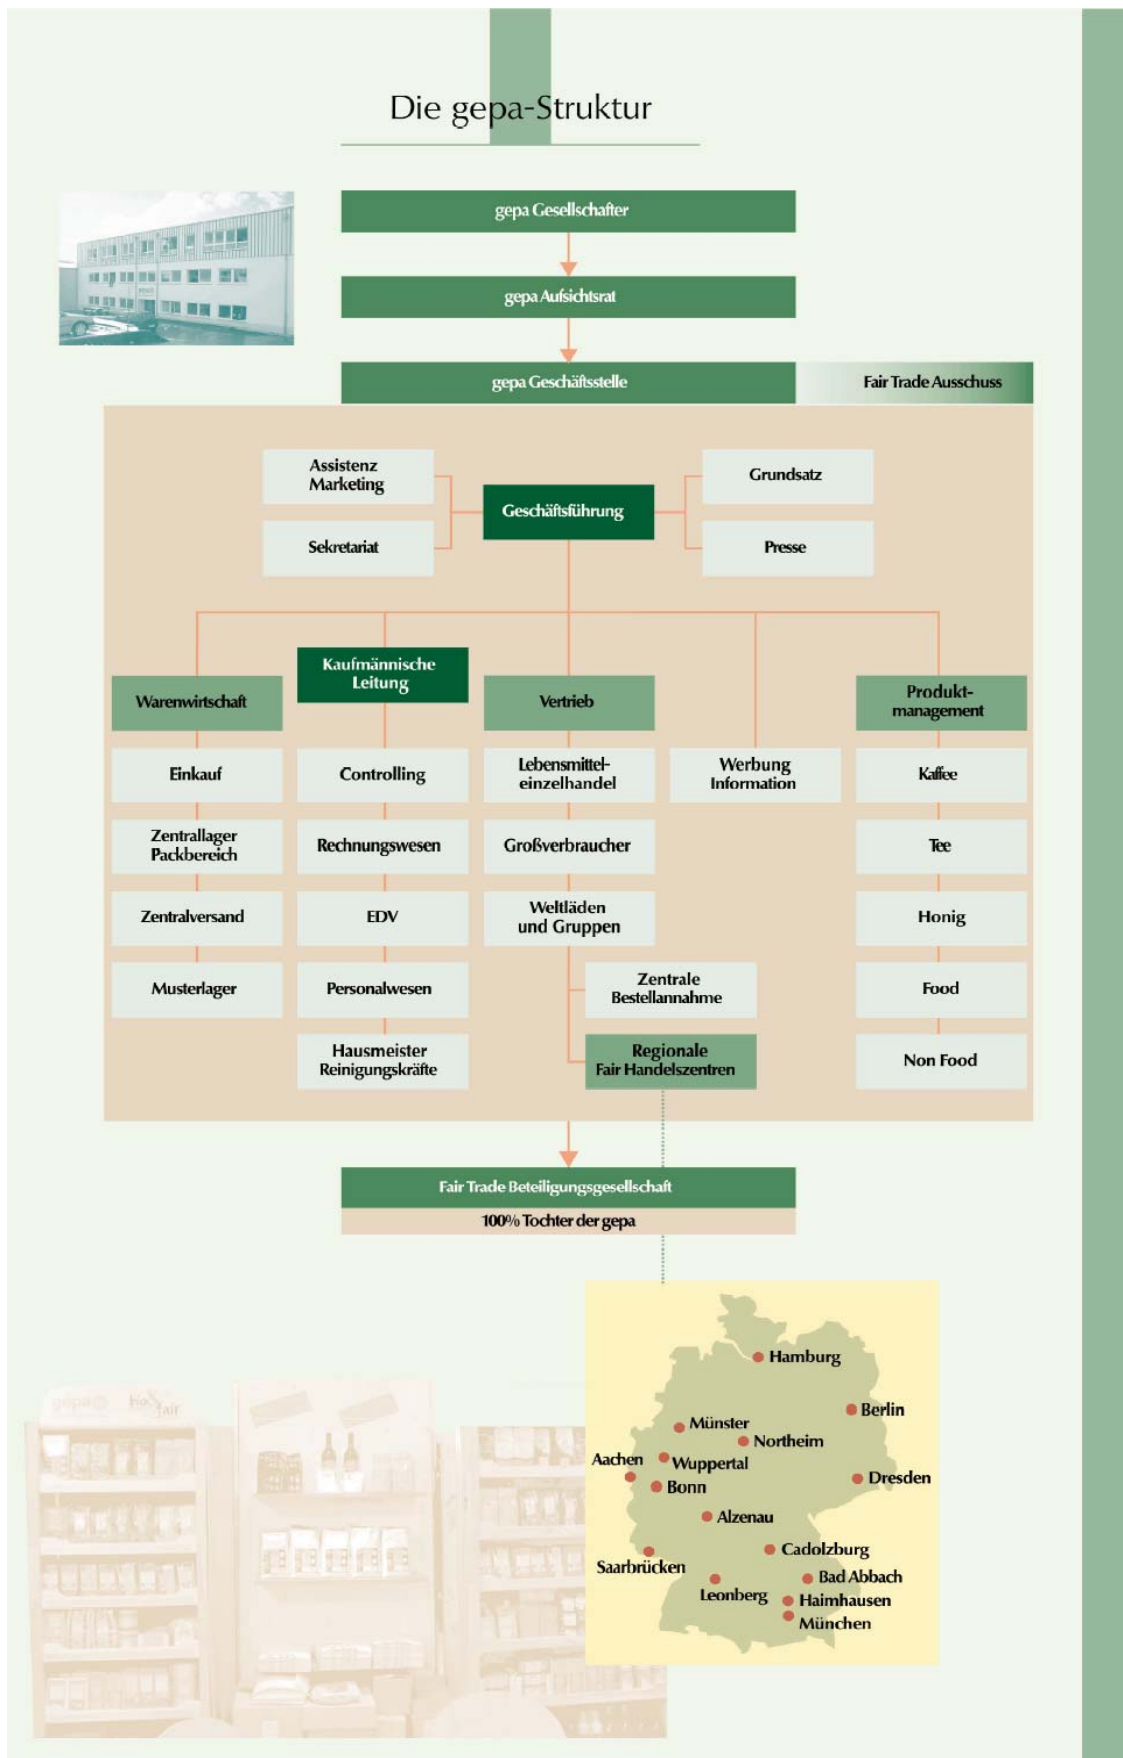 Die gepa-Struktur
gepa Gesellschafter
gepa Aufsichtsrat
gepa Geschäftsstelle
Fair Trade Ausschuss
Assistenz
Marketing
Sekretariat
Geschäftsführung
Grundsatz
Presse
Warenwirtschaft
Einkauf
Zentrallager
Packbereich
Zentralversand
Musterlager
Kaufmännische
Leitung
Controlling
Rechnungswesen
EDV
Personalwesen
Hausmeister
Reinigungskräfte
Vertrieb
Lebensmittel-
einzelhandel
Großverbraucher
Weltläden
und Gruppen
Zentrale
Bestellannahme
Regionale
Fair Handelszentren
Werbung
Information
Produkt-
management
Kaffee
Tee
Honig
Food
Non Food
Fair Trade Beteiligungsgesellschaft
100% Tochter der gepa
Hamburg
Berlin
Münster
Northeim
Aachen
Wuppertal
Dresden
Bonn
Alzenau
Cadolzburg
Saarbrücken
Bad Abbach
Leonberg
Haimhausen
München
gepa
fair